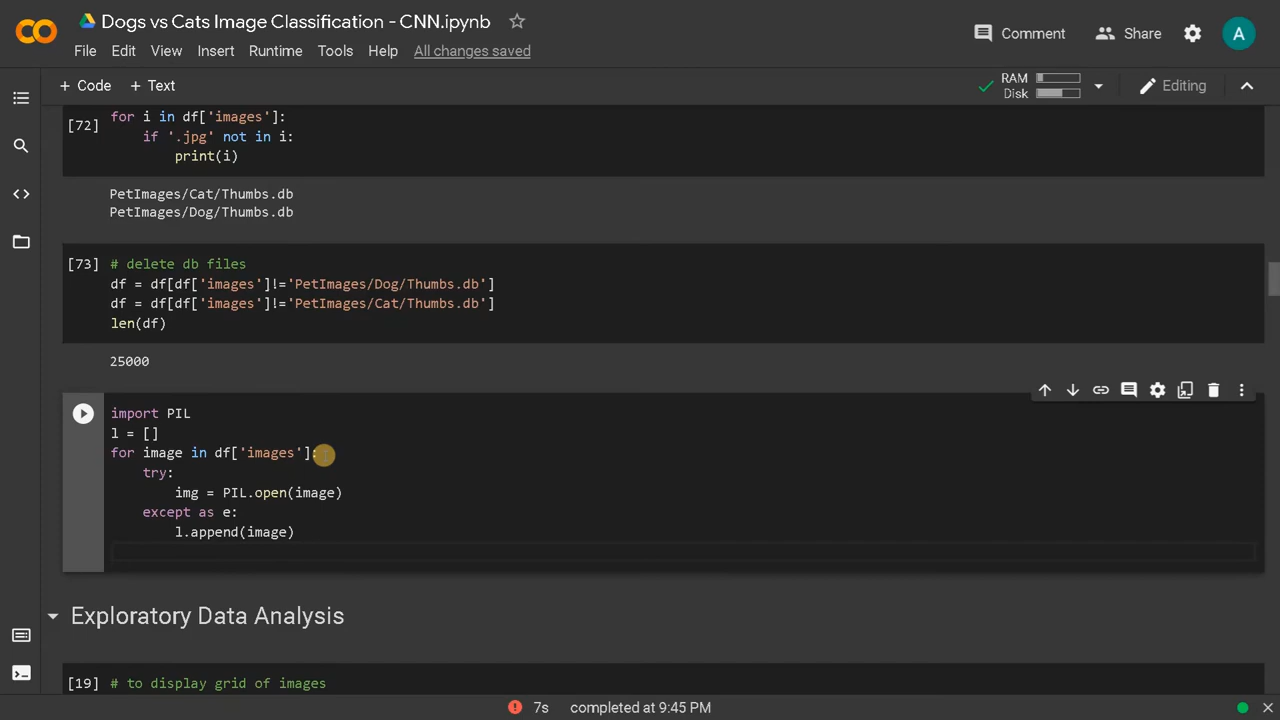 Dogs vs Cats Image Classification - CNN.ipynb
File Edit View Insert Runtime Tools Help All changes saved
Comment Share A
+ Code + Text
RAM
Disk
Editing
[72]
for i in df['images']:
    if '.jpg' not in i:
        print(i)
PetImages/Cat/Thumbs.db
PetImages/Dog/Thumbs.db
[73] # delete db files
df = df[df['images']!='PetImages/Dog/Thumbs.db']
df = df[df['images']!='PetImages/Cat/Thumbs.db']
len(df)
25000
import PIL
l = []
for image in df['images']:
    try:
        img = PIL.open(image)
    except as e:
        l.append(image)
Exploratory Data Analysis
[19] # to display grid of images
7s completed at 9:45 PM